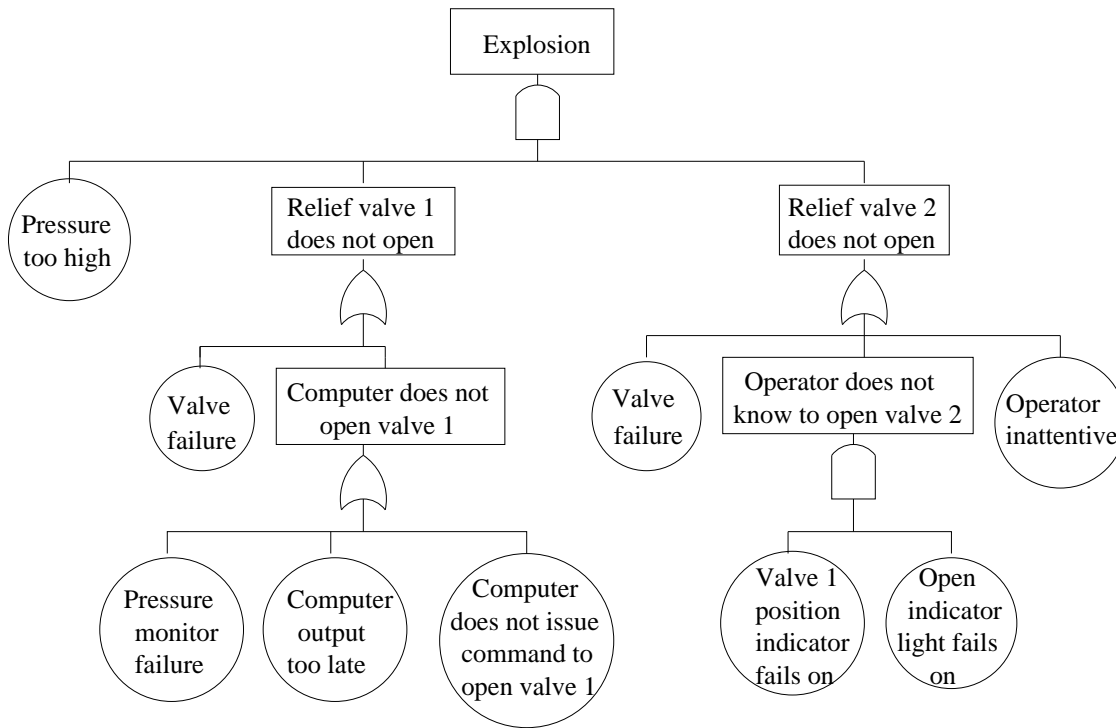 Explosion
Pressure
too high
Relief valve 1
does not open
Relief valve 2
does not open
Valve
failure
Computer does not
open valve 1
Valve
failure
Operator does not
know to open valve 2
Operator
inattentive
Pressure
monitor
failure
Computer
output
too late
Computer
does not issue
command to
open valve 1
Valve 1
position
indicator
fails on
Open
indicator
light fails
on